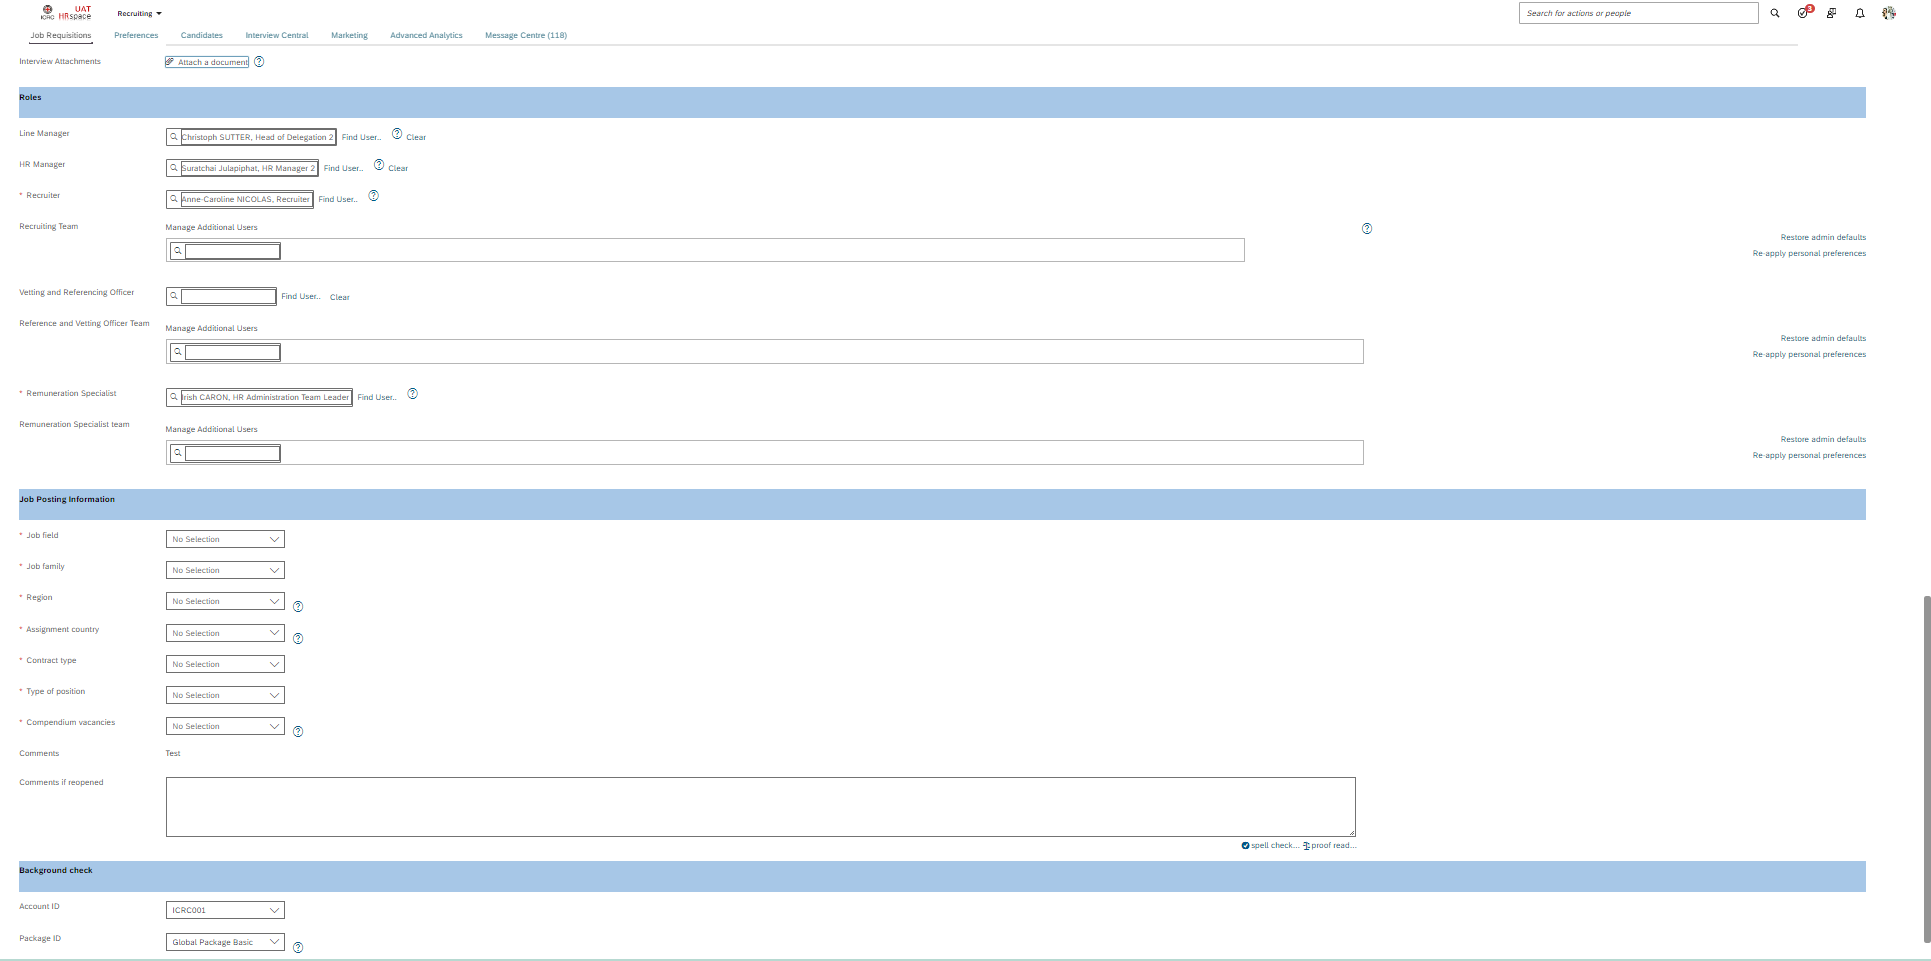 UAT
ICRC HRspace
Recruiting
Search for actions or people
3
Job Requisitions
Preferences
Candidates
Interview Central
Marketing
Advanced Analytics
Message Centre (118)
Interview Attachments
Attach a document
Roles
Line Manager
Christoph SUTTER, Head of Delegation 2
Find User..
Clear
HR Manager
Suratchai Julapiphat, HR Manager 2
Find User..
Clear
* Recruiter
Anne-Caroline NICOLAS, Recruiter
Find User..
Recruiting Team
Manage Additional Users
Restore admin defaults
Re-apply personal preferences
Vetting and Referencing Officer
Find User..
Clear
Reference and Vetting Officer Team
Manage Additional Users
Restore admin defaults
Re-apply personal preferences
* Remuneration Specialist
Irish CARON, HR Administration Team Leader
Find User..
Remuneration Specialist team
Manage Additional Users
Restore admin defaults
Re-apply personal preferences
Job Posting Information
* Job field
No Selection
* Job family
No Selection
* Region
No Selection
* Assignment country
No Selection
* Contract type
No Selection
* Type of position
No Selection
* Compendium vacancies
No Selection
Comments
Test
Comments if reopened
spell check... proof read...
Background check
Account ID
ICRC001
Package ID
Global Package Basic